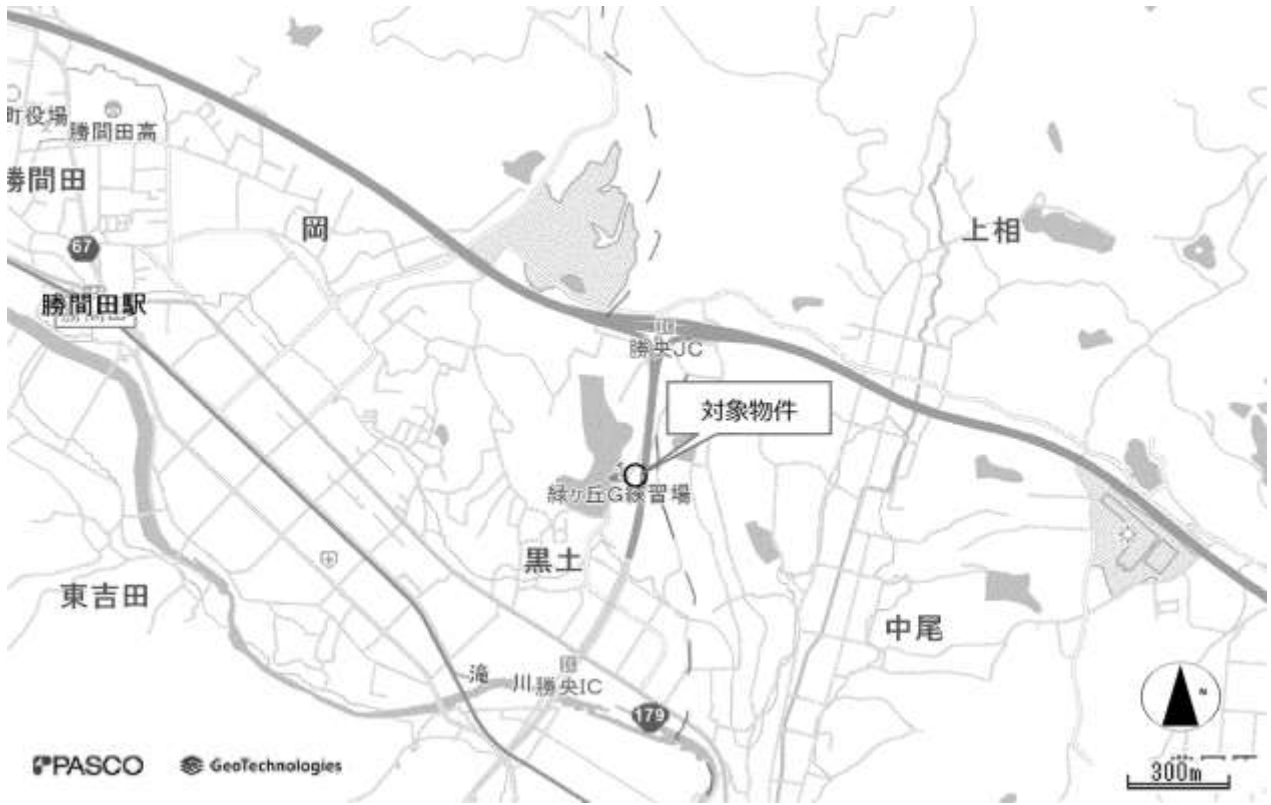 町役場
勝間田高
勝間田
岡
上相
67
勝間田駅
勝央JC
対象物件
緑ヶ丘G練習場
黒土
東吉田
中尾
滝川
勝央IC
179
N
PASCO
GeoTechnologies
300m